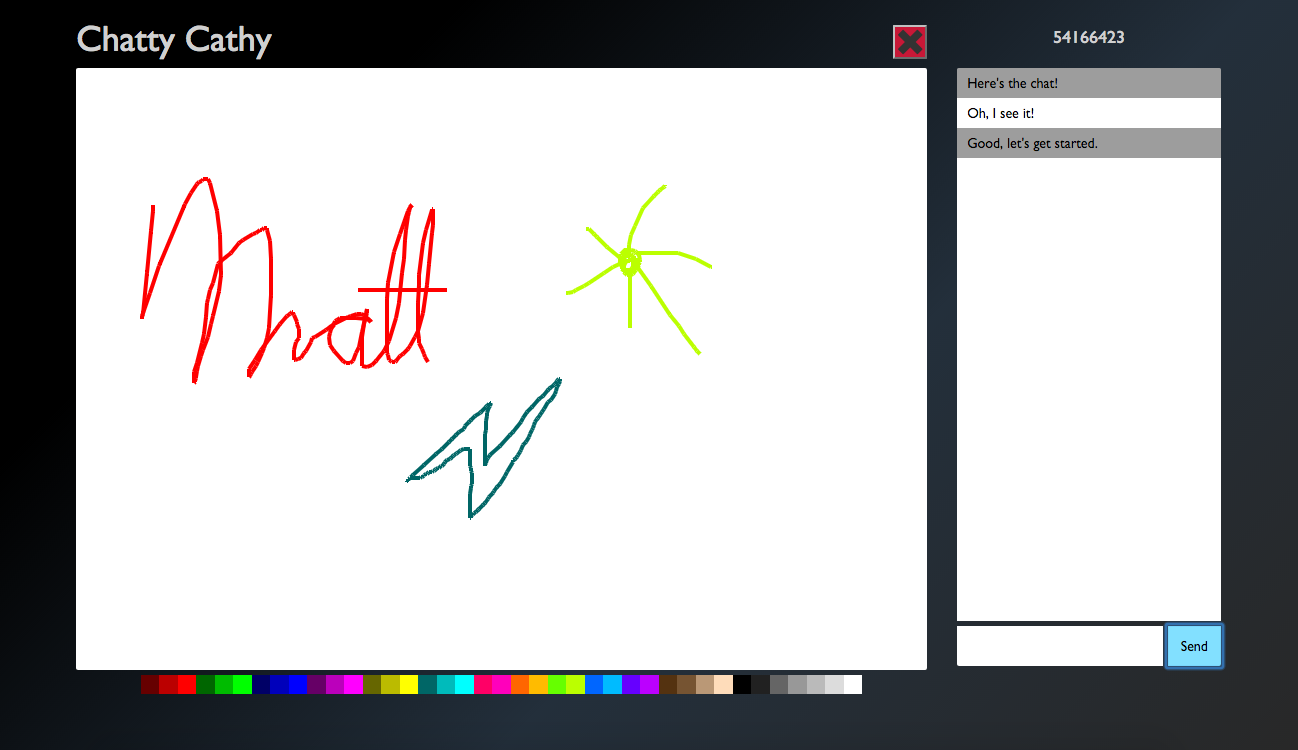 Chatty Cathy
54166423
Matt
Here's the chat!
Oh, I see it!
Good, let's get started.
Send